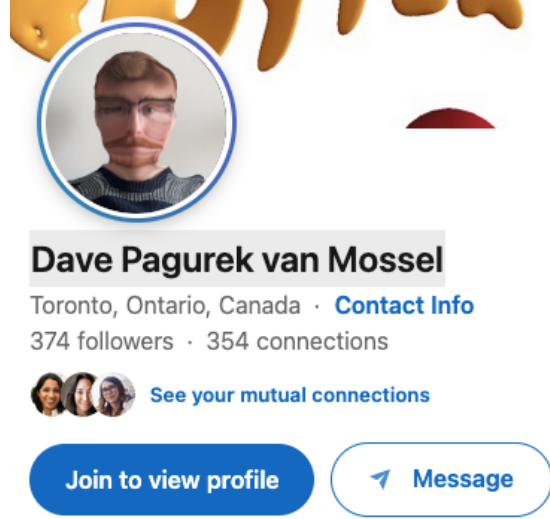 Dave Pagurek van Mossel
Toronto, Ontario, Canada · Contact Info
374 followers · 354 connections
See your mutual connections
Join to view profile
Message